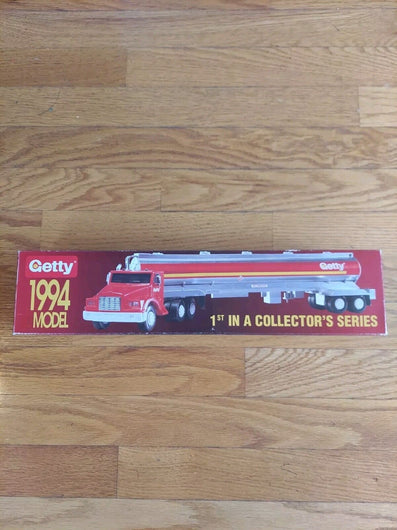 Getty
1994
MODEL
Getty
1ST IN A COLLECTOR'S SERIES